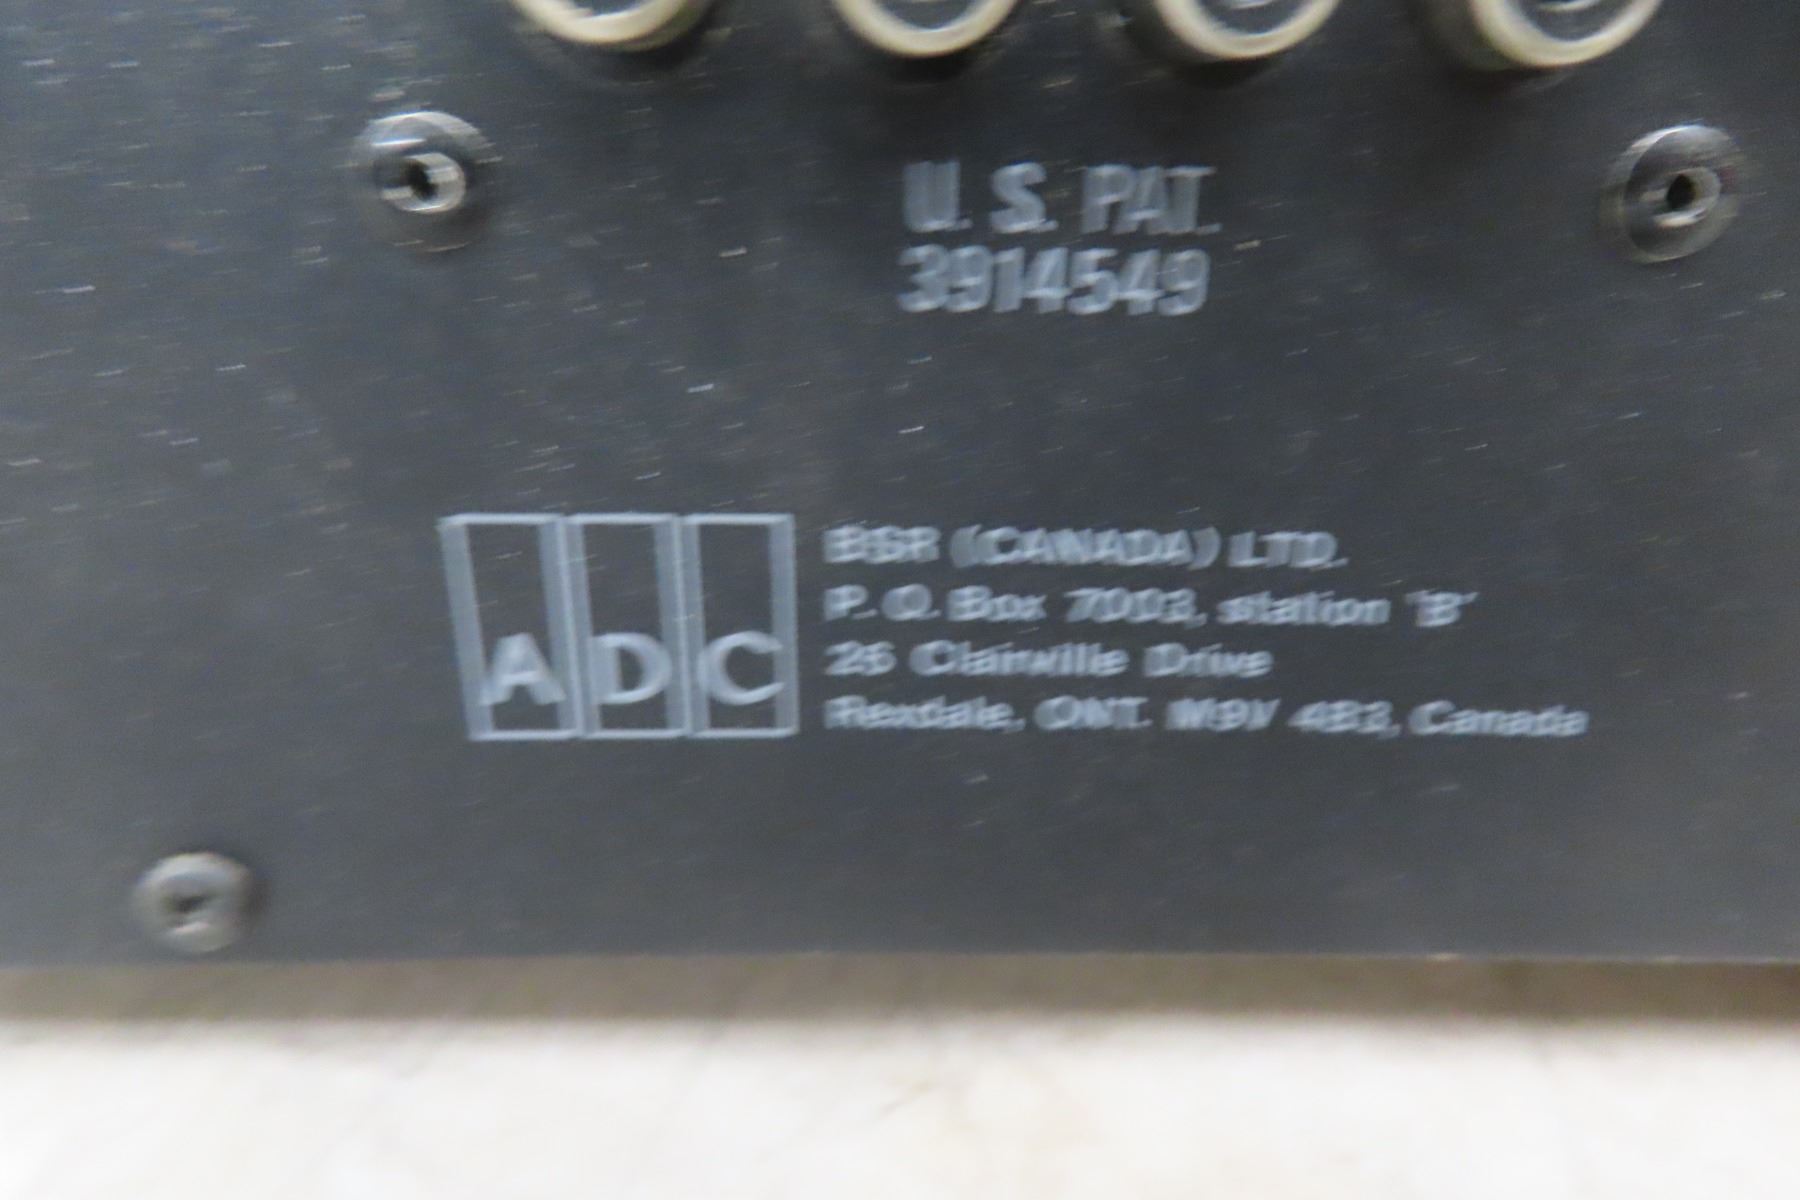 U. S. PAT.
3914549
ADC
BSR (CANADA) LTD.
P. O. Box 7003, station 'B'
26 Clairville Drive
Rexdale, ONT. M9V 4B3, Canada